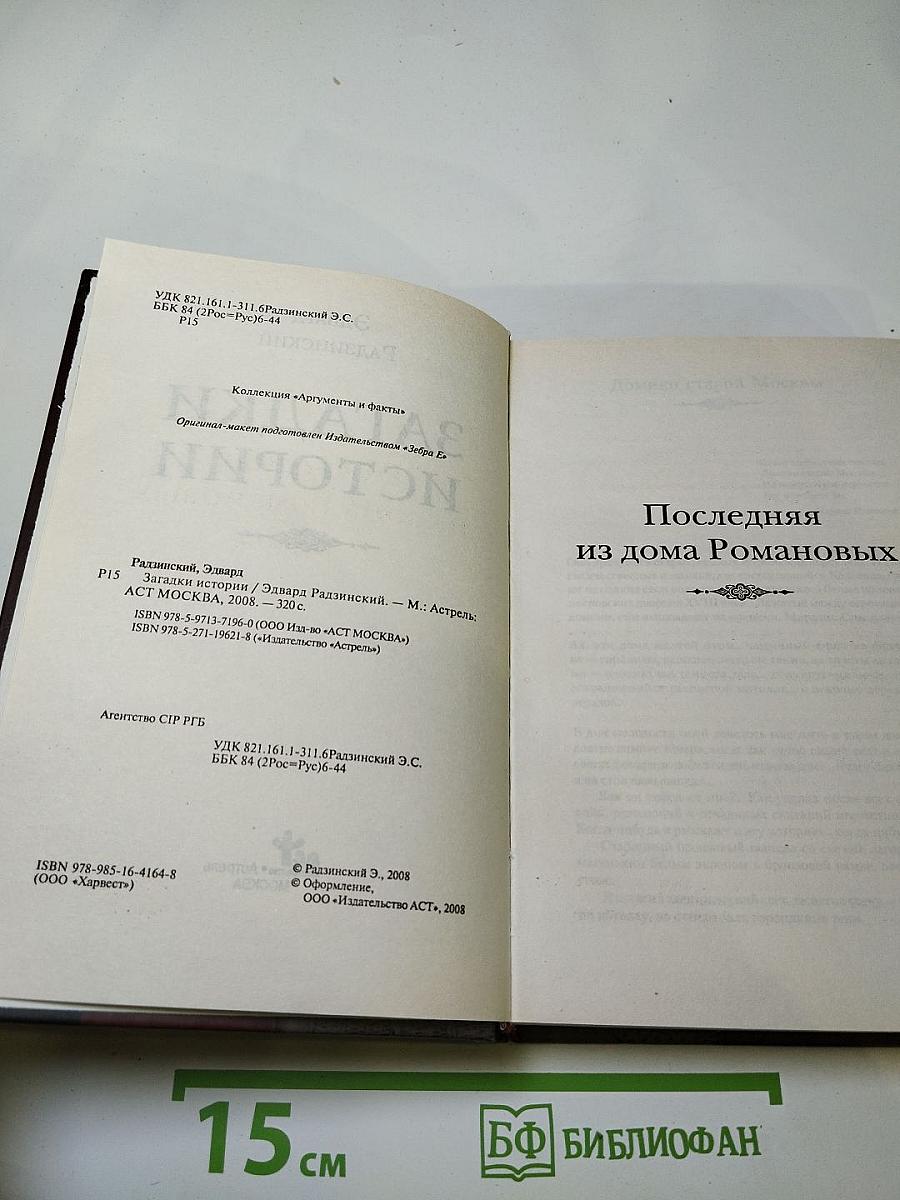 УДК 821.161.1-311.6Радзинский Э.С.
ББК 84 (2Рос=Рус)6-44
Р15
Коллекция «Аргументы и факты»
Оригинал-макет подготовлен Издательством «Зебра Е»
Радзинский, Эдвард
Р15 Загадки истории / Эдвард Радзинский. — М.: Астрель;
АСТ МОСКВА, 2008. — 320 с.
ISBN 978-5-9713-7196-0 (ООО Изд-во «АСТ МОСКВА»)
ISBN 978-5-271-19621-8 («Издательство «Астрель»)
Агентство CIP РГБ
УДК 821.161.1-311.6Радзинский Э.С.
ББК 84 (2Рос=Рус)6-44
ISBN 978-985-16-4164-8
(ООО «Харвест»)
© Радзинский Э., 2008
© Оформление,
ООО «Издательство АСТ», 2008
Последняя
из дома Романовых
15 см
БФ БИБЛИОФАН